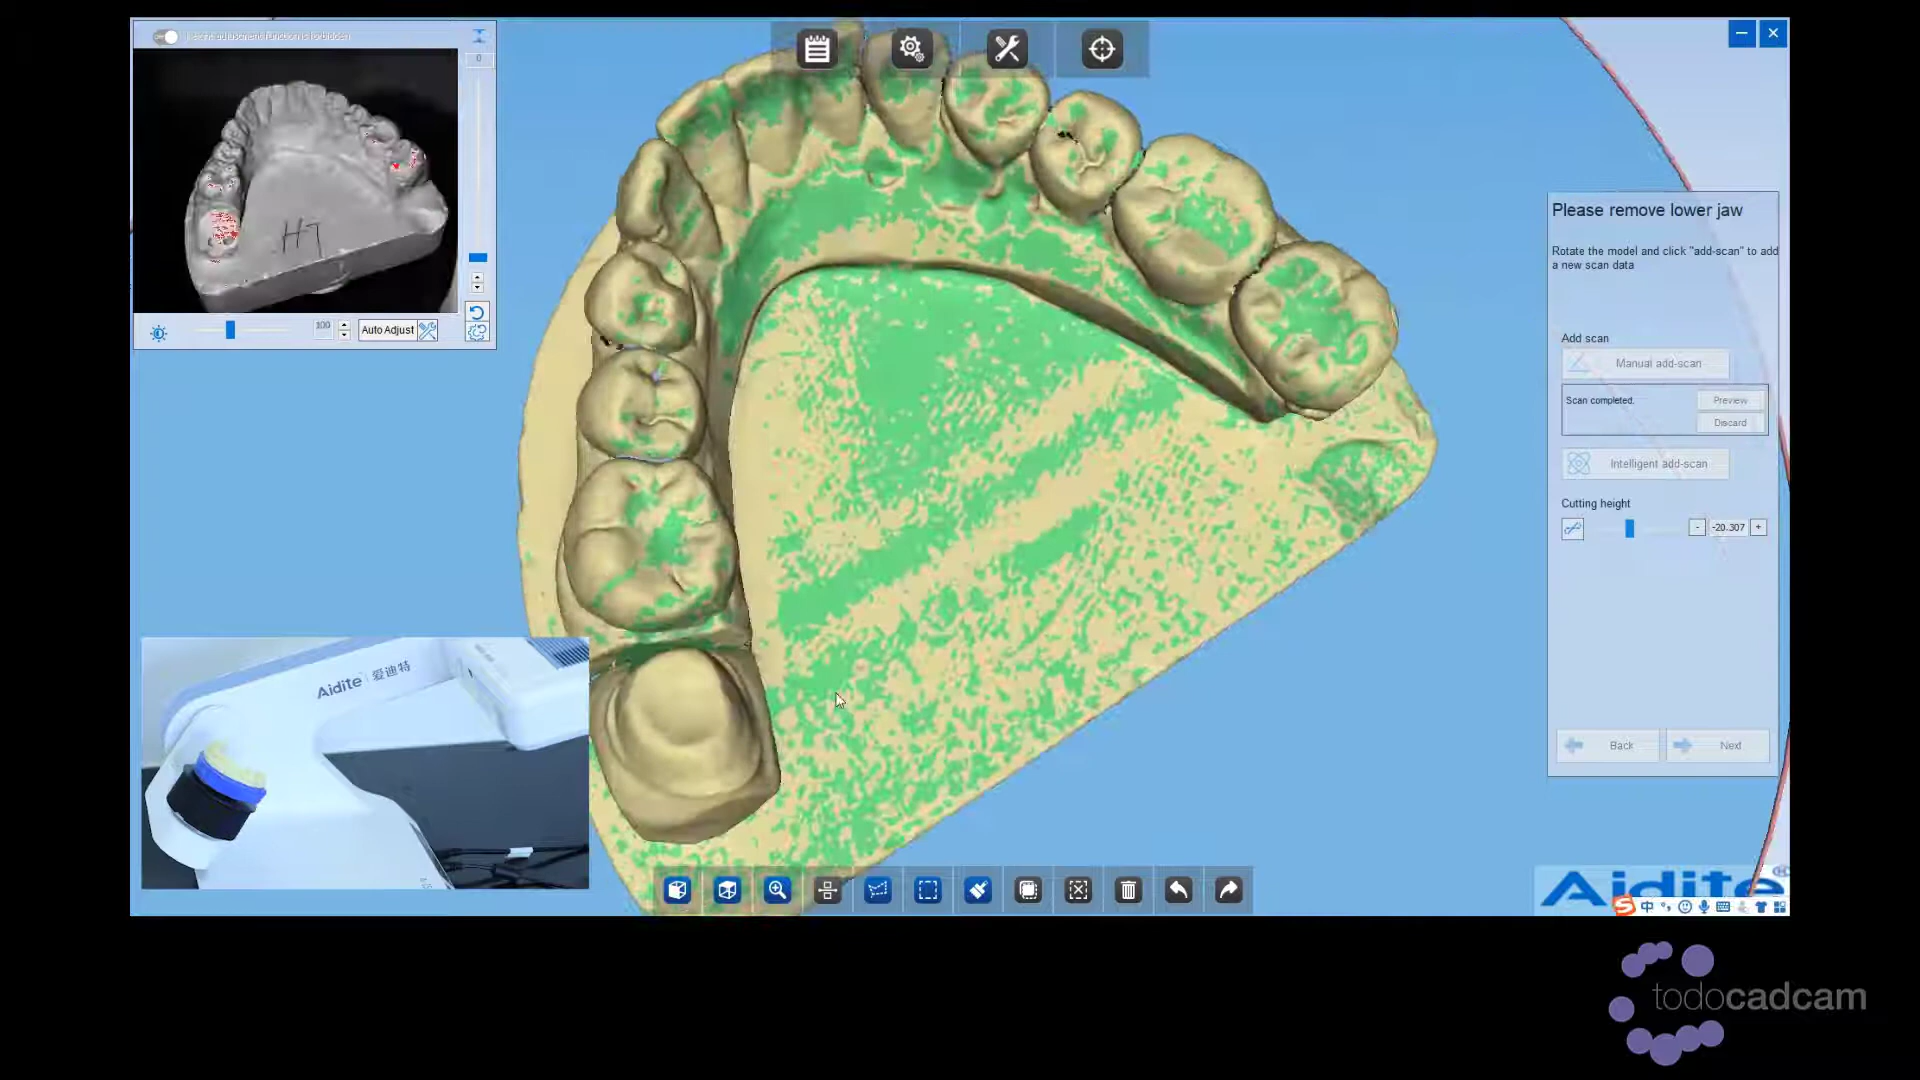 0
H7
100
Auto Adjust
Please remove lower jaw
Rotate the model and click "add-scan" to add
a new scan data
Add scan
Manual add-scan
Scan completed.
Preview
Discard
Intelligent add-scan
Cutting height
- -20.307 +
Back
Next
Aidite 爱迪特
Aidite
中
todocadcam